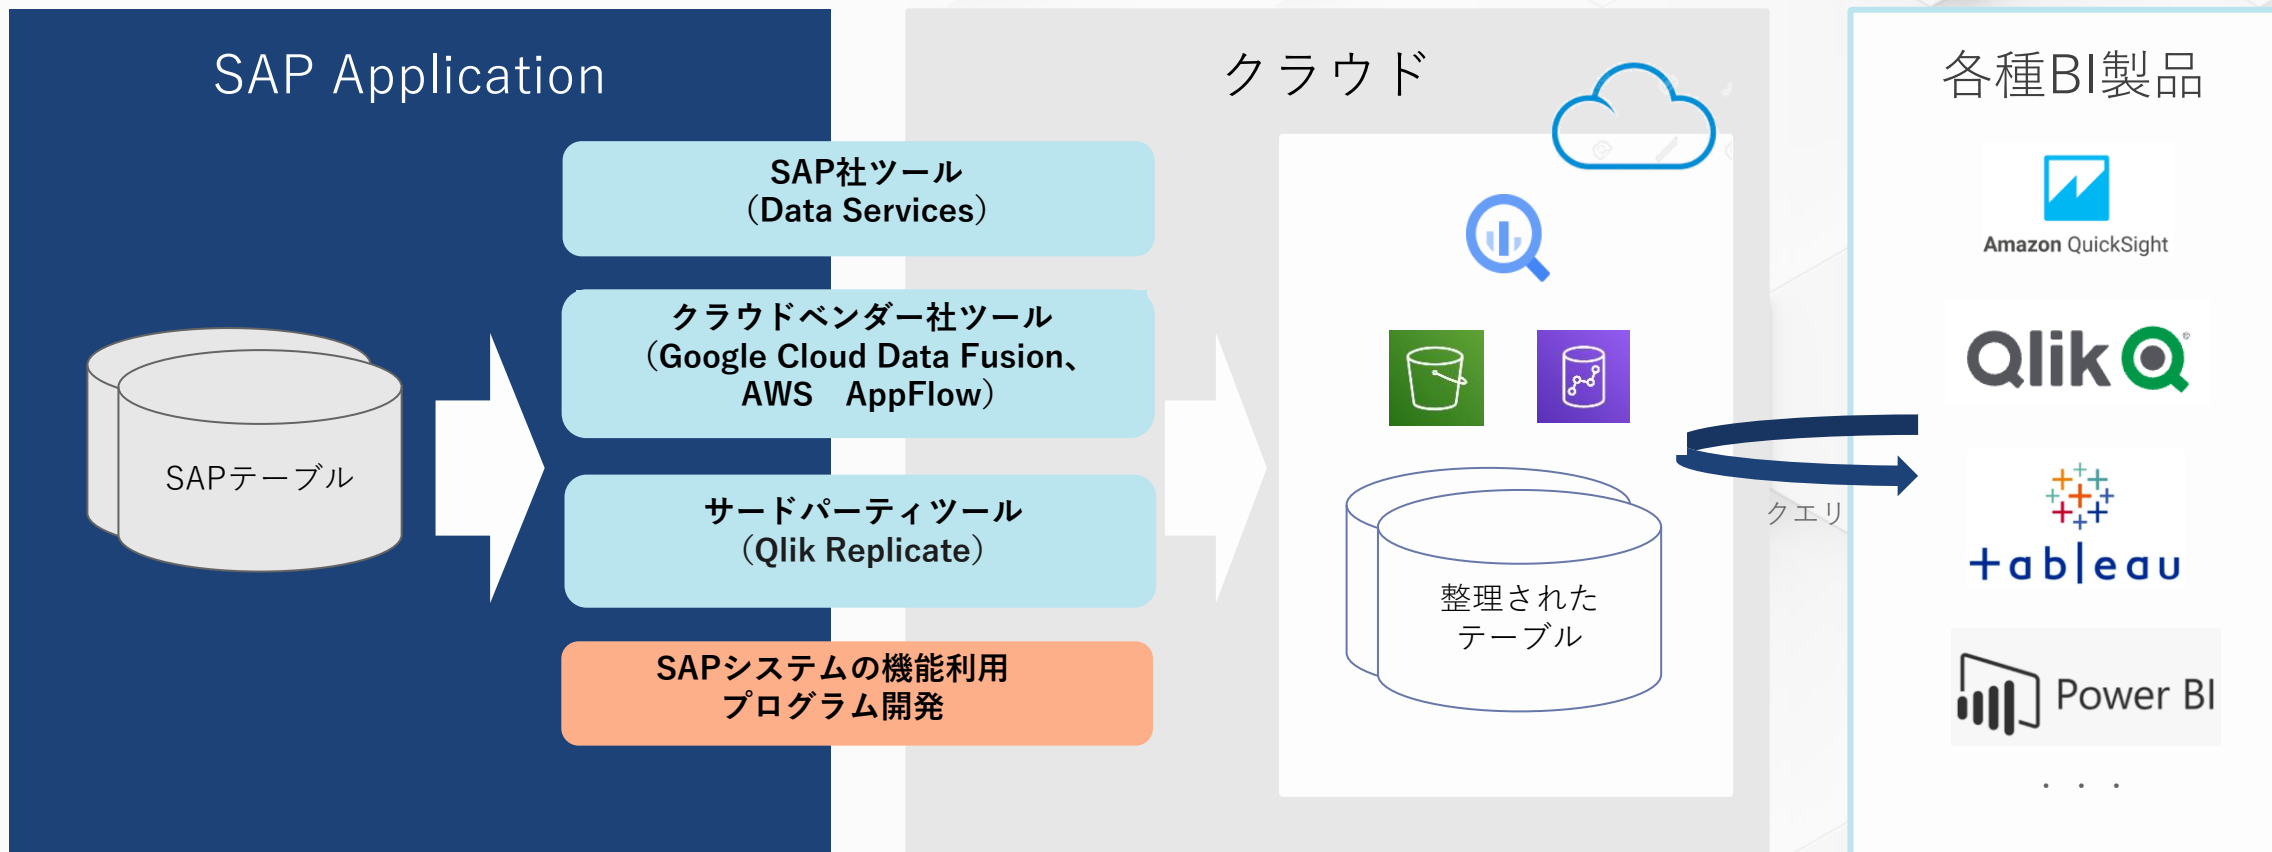 SAP Application
SAPテーブル
SAP社ツール
（Data Services）
クラウドベンダー社ツール
（Google Cloud Data Fusion、
AWS　AppFlow）
サードパーティツール
（Qlik Replicate）
SAPシステムの機能利用
プログラム開発
クラウド
整理された
テーブル
クエリ
各種BI製品
Amazon QuickSight
Qlik
+ableau
Power BI
・・・